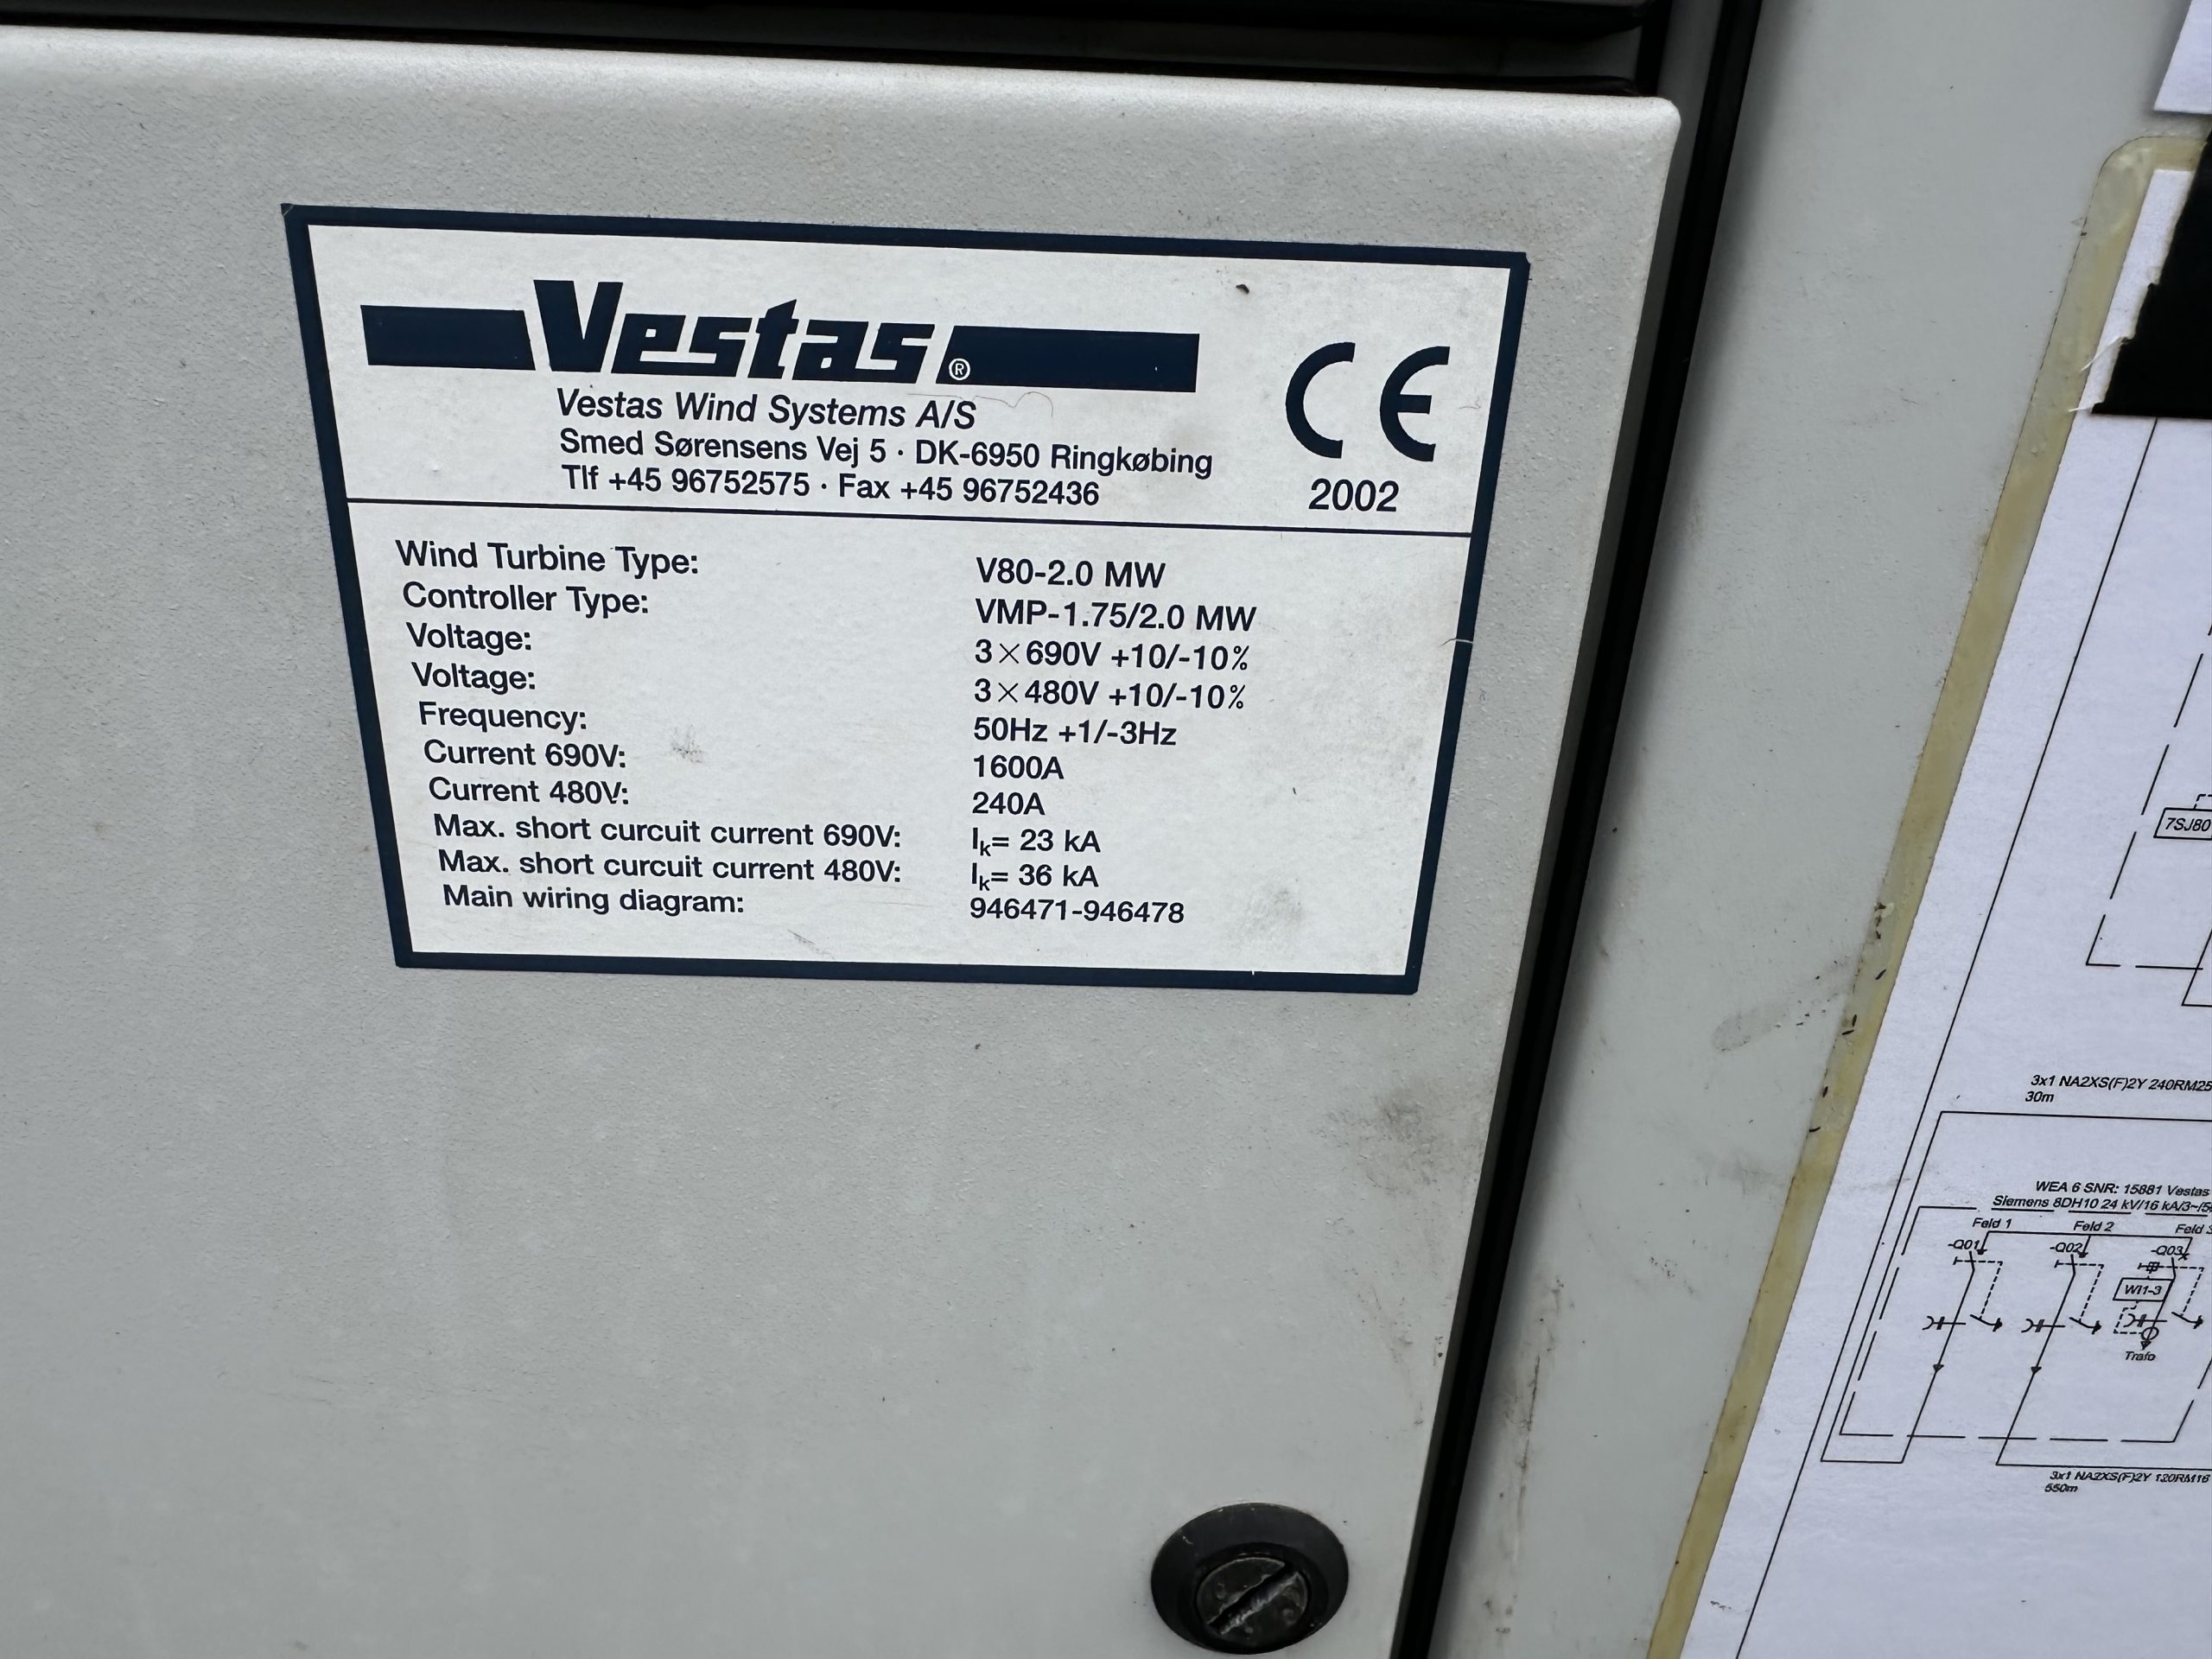 Vestas®
Vestas Wind Systems A/S
Smed Sørensens Vej 5 · DK-6950 Ringkøbing
Tlf +45 96752575 · Fax +45 96752436
CE
2002
Wind Turbine Type: V80-2.0 MW
Controller Type: VMP-1.75/2.0 MW
Voltage: 3×690V +10/-10%
Voltage: 3×480V +10/-10%
Frequency: 50Hz +1/-3Hz
Current 690V: 1600A
Current 480V: 240A
Max. short curcuit current 690V: Ik= 23 kA
Max. short curcuit current 480V: Ik= 36 kA
Main wiring diagram: 946471-946478
7SJ80
3x1 NA2XS(F)2Y 240RM25
30m
WEA 6 SNR: 15881 Vestas
Siemens 8DH10 24 kV/16 kA/3~/5
Feld 1 Feld 2 Feld
-Q01 -Q02 -Q03
WI1-3
Trafo
3x1 NA2XS(F)2Y 120RM16
550m